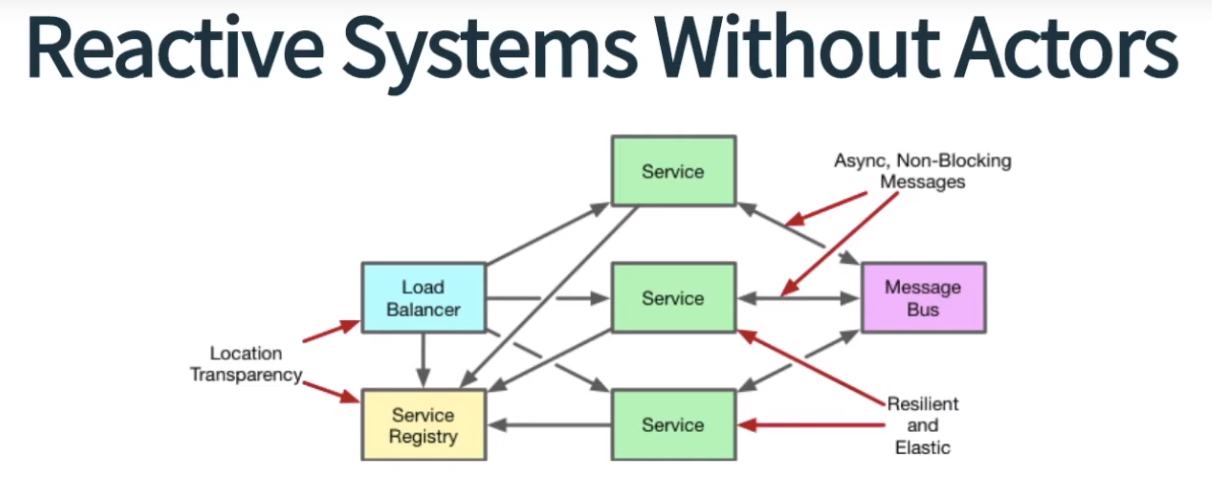 Reactive Systems Without Actors
Service
Async, Non-Blocking
Messages
Load
Balancer
Service
Message
Bus
Location
Transparency
Service
Registry
Service
Resilient
and
Elastic